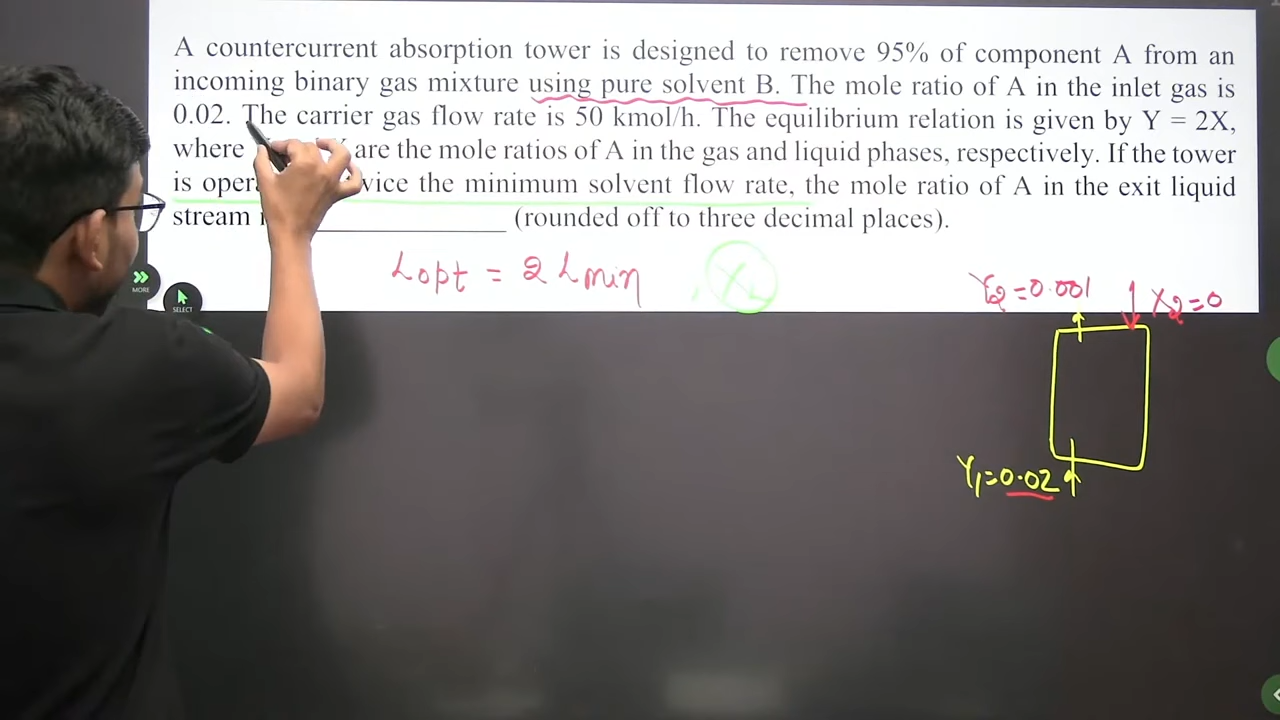 A countercurrent absorption tower is designed to remove 95% of component A from an
incoming binary gas mixture using pure solvent B. The mole ratio of A in the inlet gas is
0.02. The carrier gas flow rate is 50 kmol/h. The equilibrium relation is given by Y = 2X,
where are the mole ratios of A in the gas and liquid phases, respectively. If the tower
is the minimum solvent flow rate, the mole ratio of A in the exit liquid
stream (rounded off to three decimal places).
Lopt = 2 Lmin
Y2 = 0.001
X2 = 0
MORE
SELECT
Y1 = 0.02